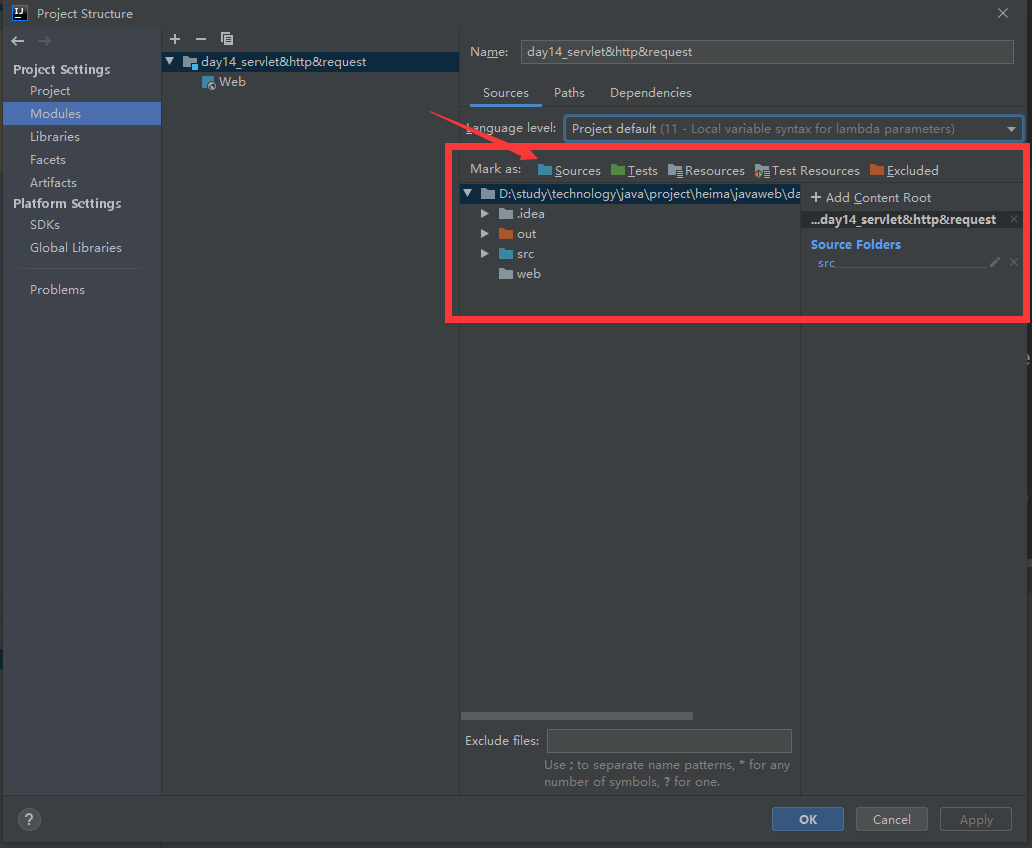 Project Structure
Project Settings
Project
Modules
Libraries
Facets
Artifacts
Platform Settings
SDKs
Global Libraries
Problems
day14_servlet&http&request
Web
Name: day14_servlet&http&request
Sources Paths Dependencies
Language level: Project default (11 - Local variable syntax for lambda parameters)
Mark as: Sources Tests Resources Test Resources Excluded
D:\study\technology\java\project\heima\javaweb\da
.idea
out
src
web
+ Add Content Root
...day14_servlet&http&request
Source Folders
src
Exclude files:
Use ; to separate name patterns, * for any
number of symbols, ? for one.
?
OK Cancel Apply